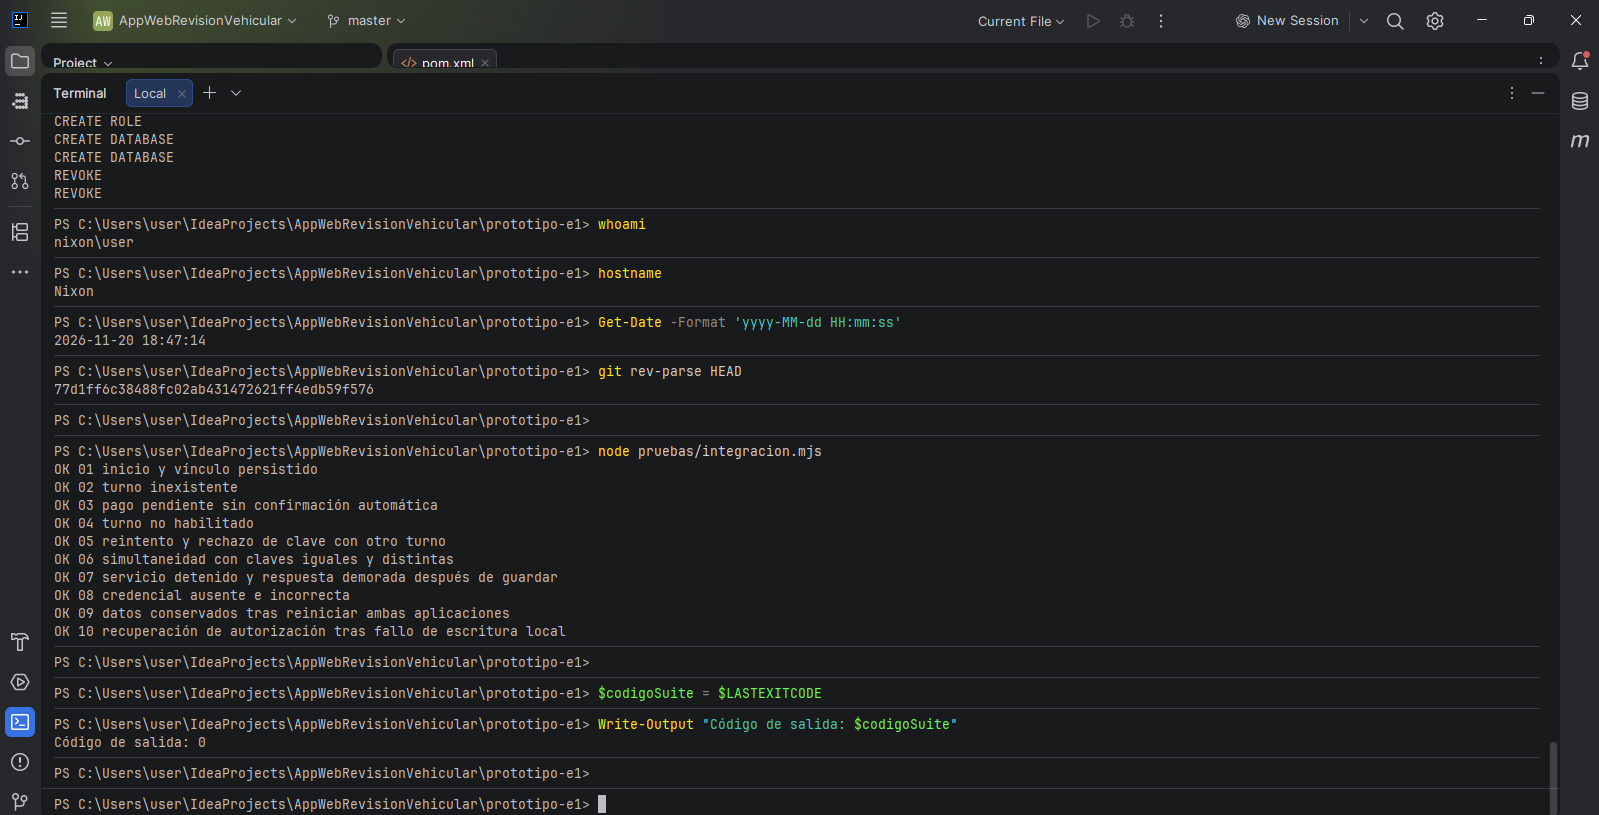 AW AppWebRevisionVehicular master Current File New Session
Project pom.xml
Terminal Local
CREATE ROLE
CREATE DATABASE
CREATE DATABASE
REVOKE
REVOKE
PS C:\Users\user\IdeaProjects\AppWebRevisionVehicular\prototipo-e1> whoami
nixon\user
PS C:\Users\user\IdeaProjects\AppWebRevisionVehicular\prototipo-e1> hostname
Nixon
PS C:\Users\user\IdeaProjects\AppWebRevisionVehicular\prototipo-e1> Get-Date -Format 'yyyy-MM-dd HH:mm:ss'
2026-11-20 18:47:14
PS C:\Users\user\IdeaProjects\AppWebRevisionVehicular\prototipo-e1> git rev-parse HEAD
77d1ff6c38488fc02ab431472621ff4edb59f576
PS C:\Users\user\IdeaProjects\AppWebRevisionVehicular\prototipo-e1>
PS C:\Users\user\IdeaProjects\AppWebRevisionVehicular\prototipo-e1> node pruebas/integracion.mjs
OK 01 inicio y vínculo persistido
OK 02 turno inexistente
OK 03 pago pendiente sin confirmación automática
OK 04 turno no habilitado
OK 05 reintento y rechazo de clave con otro turno
OK 06 simultaneidad con claves iguales y distintas
OK 07 servicio detenido y respuesta demorada después de guardar
OK 08 credencial ausente e incorrecta
OK 09 datos conservados tras reiniciar ambas aplicaciones
OK 10 recuperación de autorización tras fallo de escritura local
PS C:\Users\user\IdeaProjects\AppWebRevisionVehicular\prototipo-e1>
PS C:\Users\user\IdeaProjects\AppWebRevisionVehicular\prototipo-e1> $codigoSuite = $LASTEXITCODE
PS C:\Users\user\IdeaProjects\AppWebRevisionVehicular\prototipo-e1> Write-Output "Código de salida: $codigoSuite"
Código de salida: 0
PS C:\Users\user\IdeaProjects\AppWebRevisionVehicular\prototipo-e1>
PS C:\Users\user\IdeaProjects\AppWebRevisionVehicular\prototipo-e1>